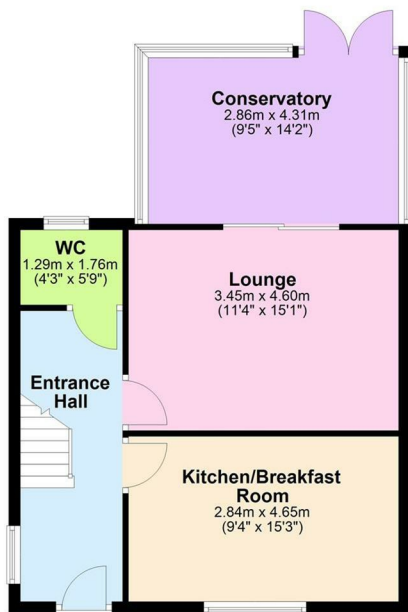 Conservatory
2.86m x 4.31m
(9'5" x 14'2")
WC
1.29m x 1.76m
(4'3" x 5'9")
Lounge
3.45m x 4.60m
(11'4" x 15'1")
Entrance
Hall
Kitchen/Breakfast
Room
2.84m x 4.65m
(9'4" x 15'3")